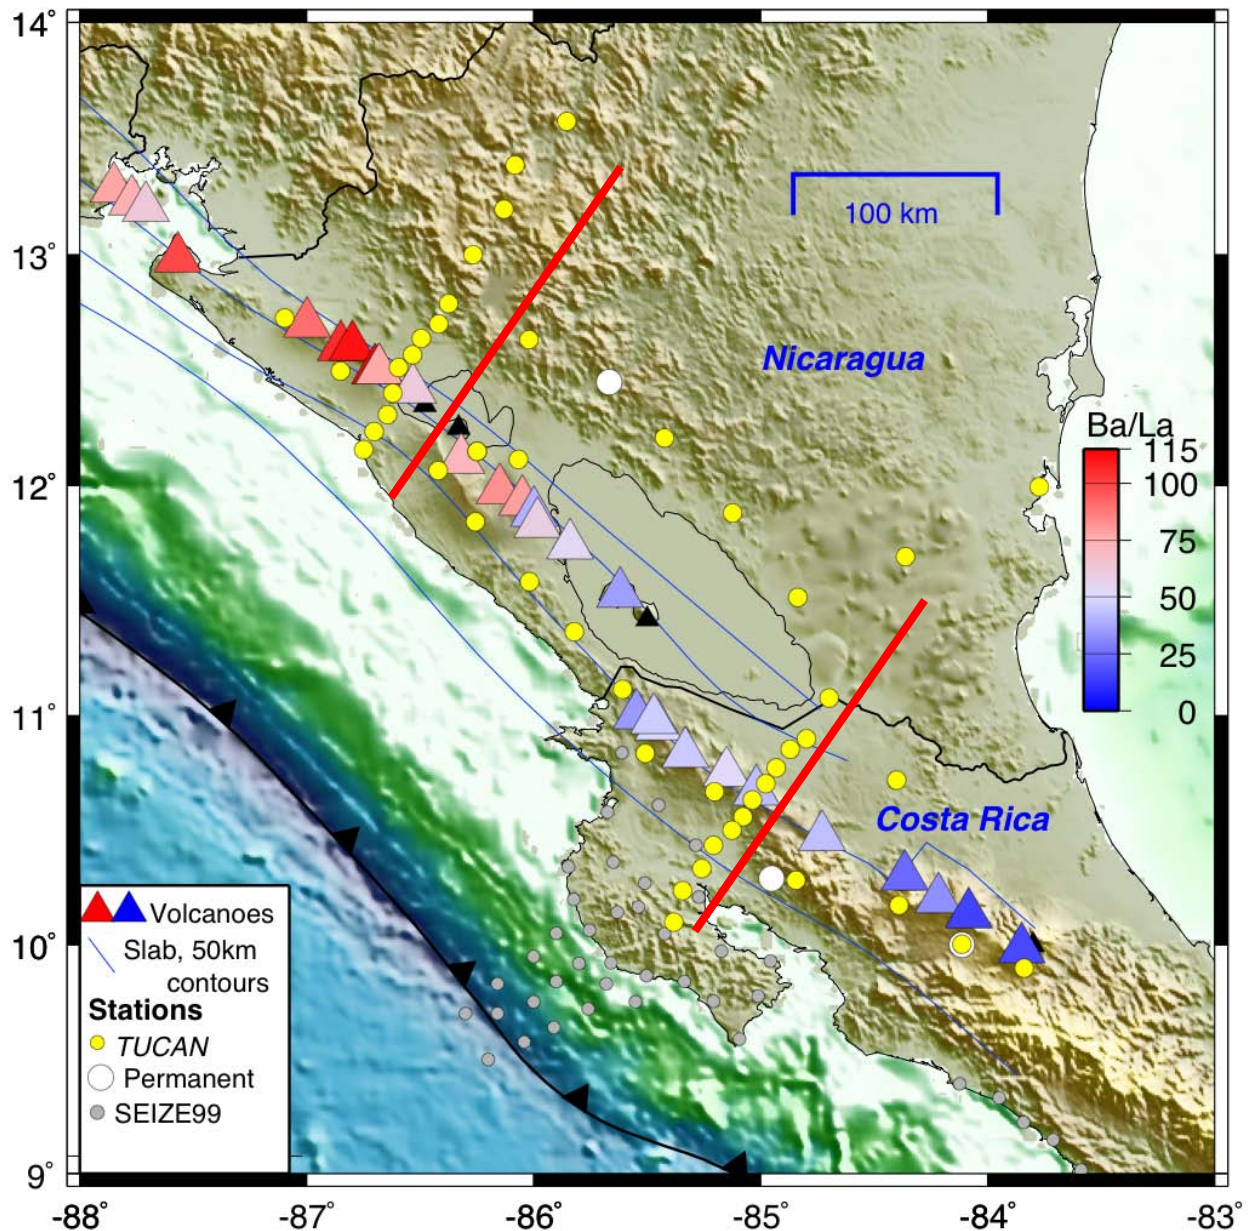 14°
13°
12°
11°
10°
9°
-88°
-87°
-86°
-85°
-84°
-83°
100 km
Nicaragua
Costa Rica
Ba/La
115
100
75
50
25
0
Volcanoes
Slab, 50km
contours
Stations
TUCAN
Permanent
SEIZE99